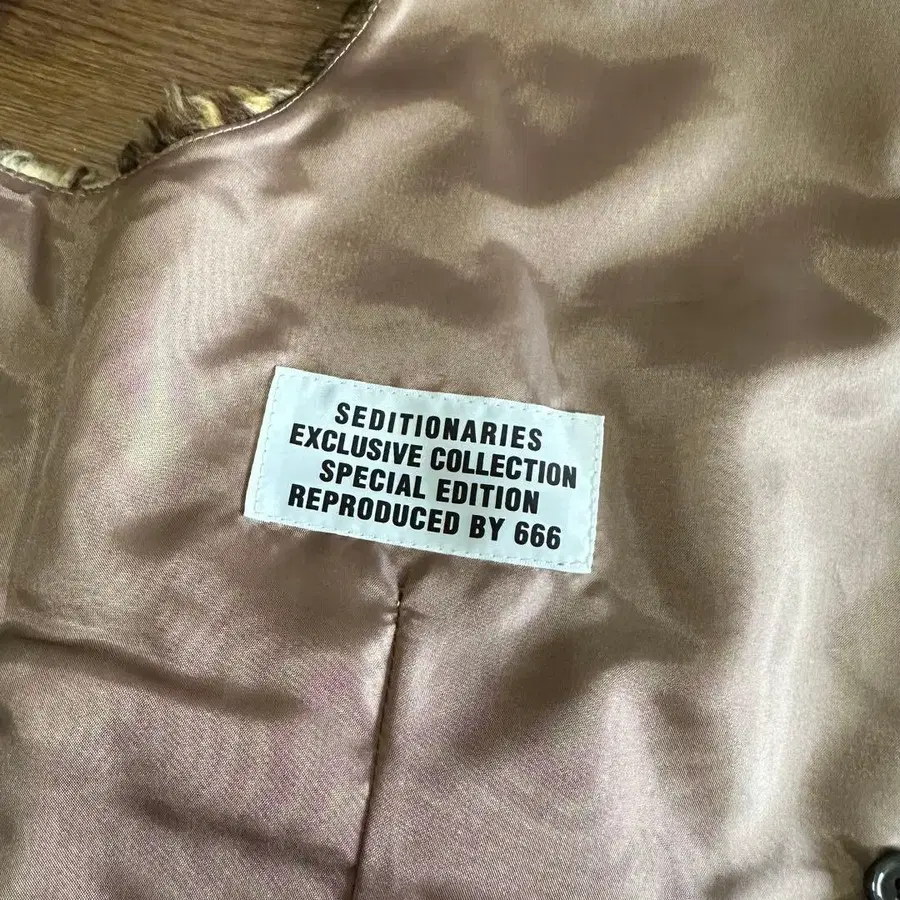 SEDITIONARIES
EXCLUSIVE COLLECTION
SPECIAL EDITION
REPRODUCED BY 666